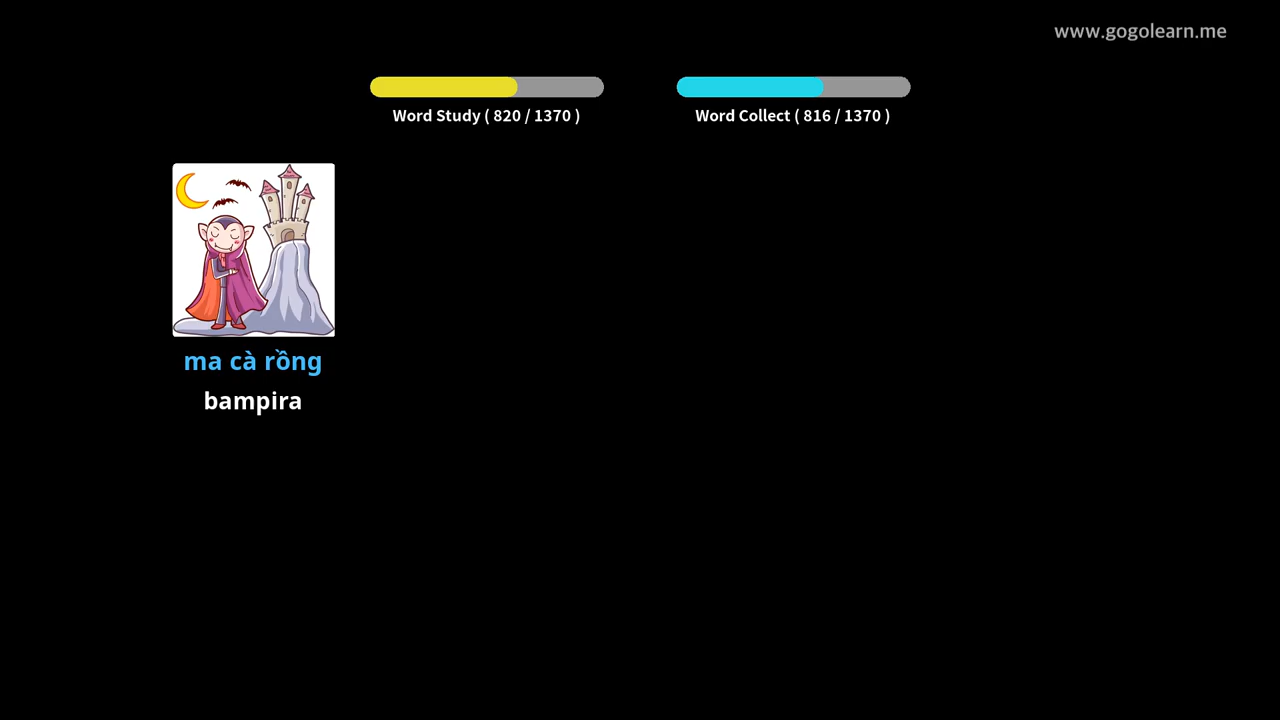 www.gogolearn.me
Word Study ( 820 / 1370 )
Word Collect ( 816 / 1370 )
ma cà rồng
bampira